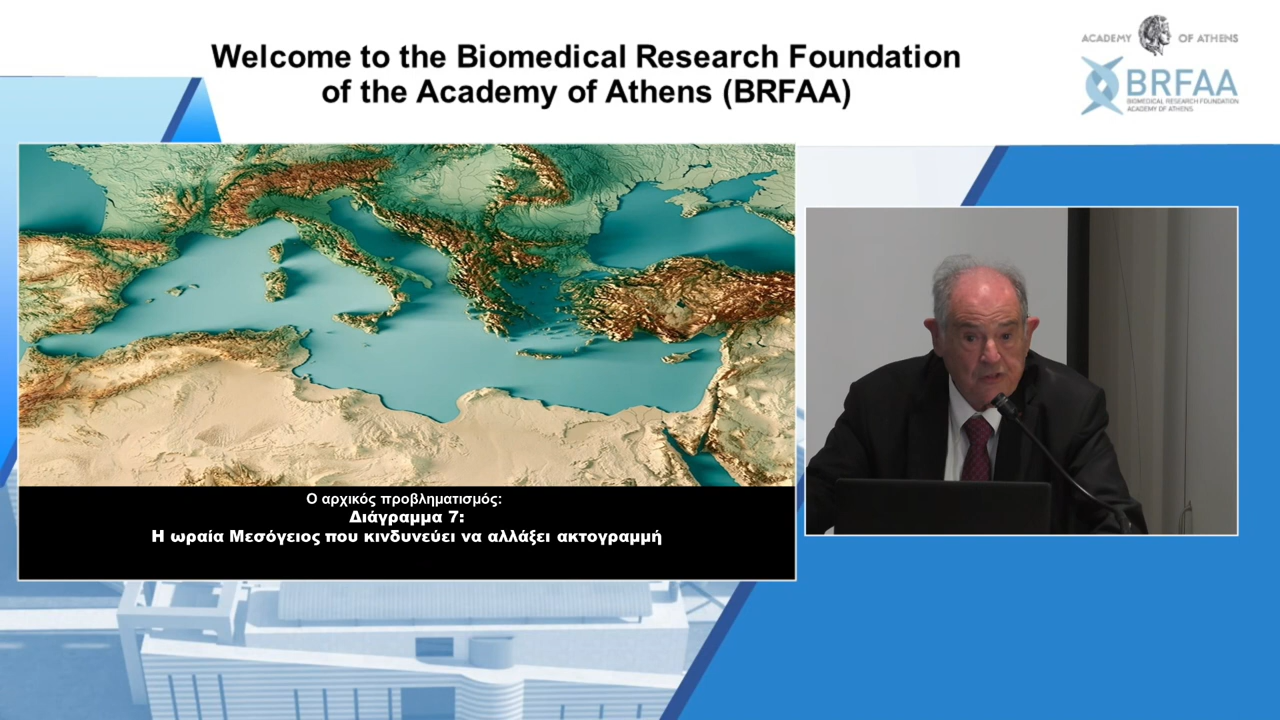 Welcome to the Biomedical Research Foundation
of the Academy of Athens (BRFAA)
ACADEMY OF ATHENS
BRFAA
BIOMEDICAL RESEARCH FOUNDATION
ACADEMY OF ATHENS
Ο αρχικός προβληματισμός:
Διάγραμμα 7:
Η ωραία Μεσόγειος που κινδυνεύει να αλλάξει ακτογραμμή